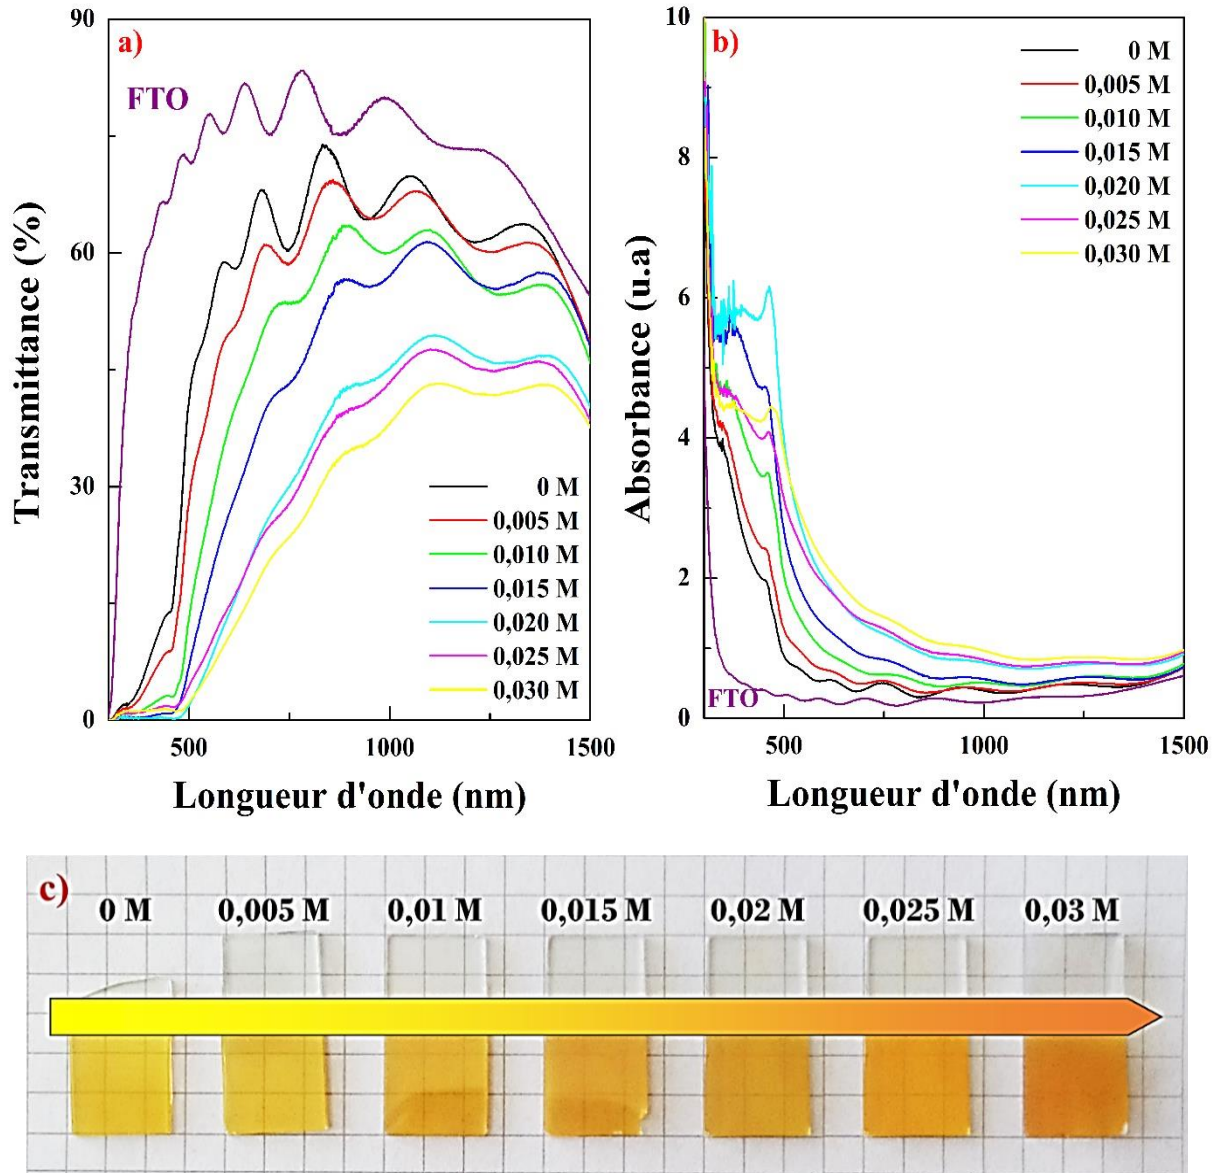 a)
FTO
90
60
30
0
500
1000
1500
Transmittance (%)
Longueur d'onde (nm)
0 M
0,005 M
0,010 M
0,015 M
0,020 M
0,025 M
0,030 M
b)
10
8
6
4
2
0
500
1000
1500
Absorbance (u.a)
Longueur d'onde (nm)
FTO
0 M
0,005 M
0,010 M
0,015 M
0,020 M
0,025 M
0,030 M
c)
0 M 0,005 M 0,01 M 0,015 M 0,02 M 0,025 M 0,03 M